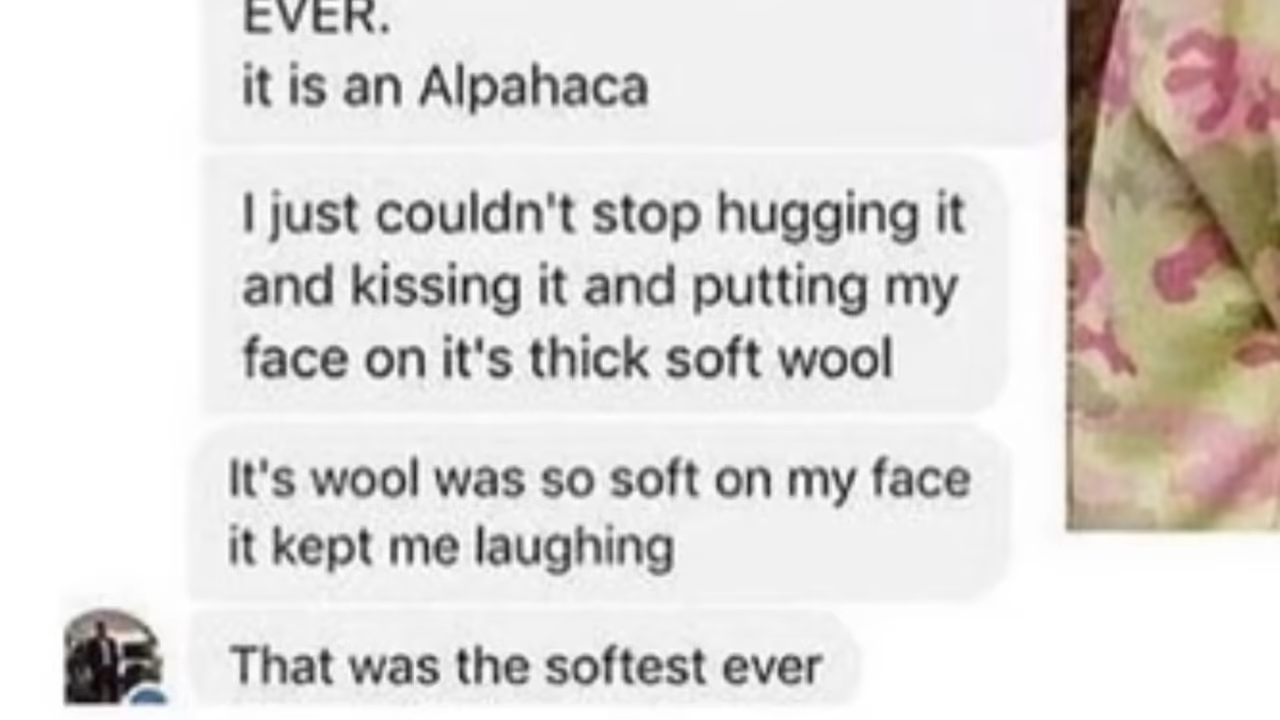 EVER.
it is an Alpahaca
I just couldn't stop hugging it
and kissing it and putting my
face on it's thick soft wool
It's wool was so soft on my face
it kept me laughing
That was the softest ever